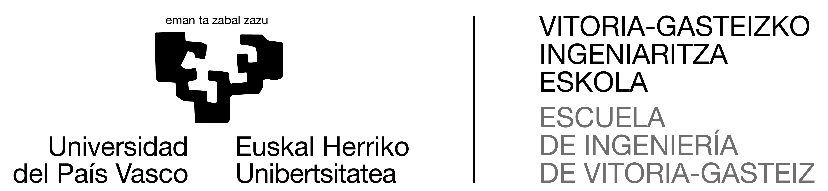 eman ta zabal zazu
Universidad
del País Vasco
Euskal Herriko
Unibertsitatea
VITORIA-GASTEIZKO
INGENIARITZA
ESKOLA
ESCUELA
DE INGENIERÍA
DE VITORIA-GASTEIZ